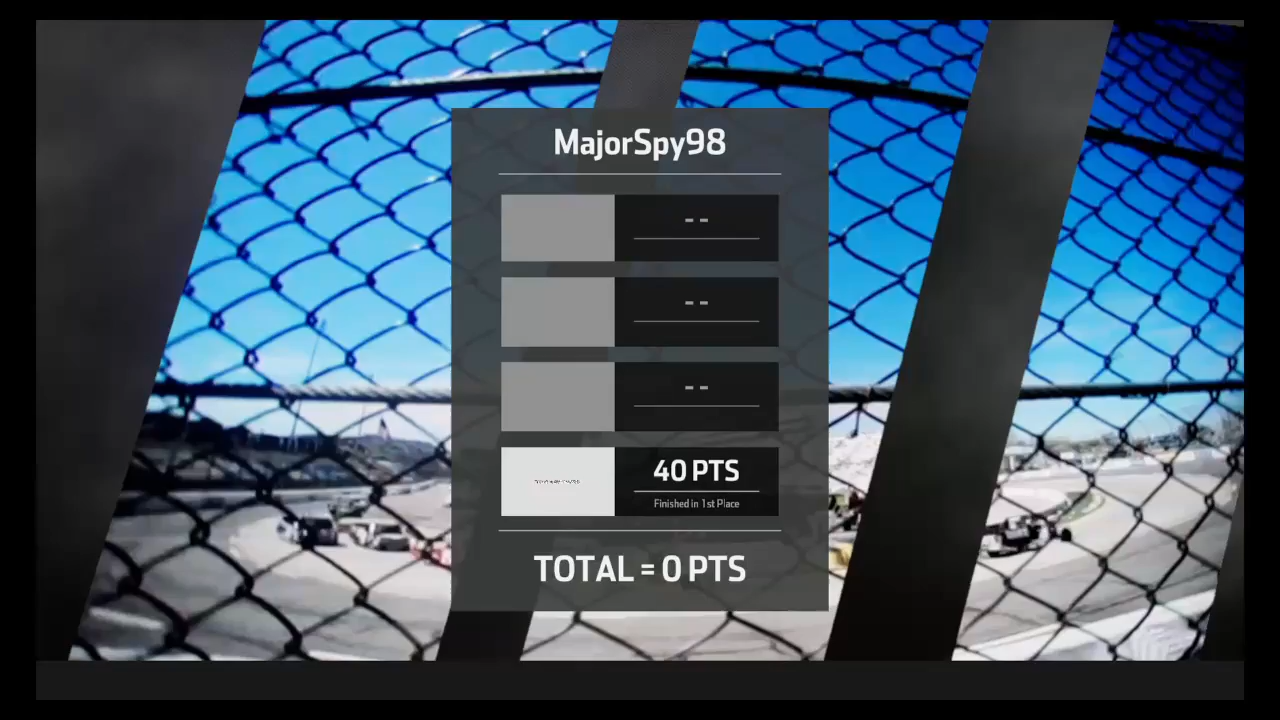 MajorSpy98
--
--
--
40 PTS
Finished in 1st Place
TOTAL = 0 PTS